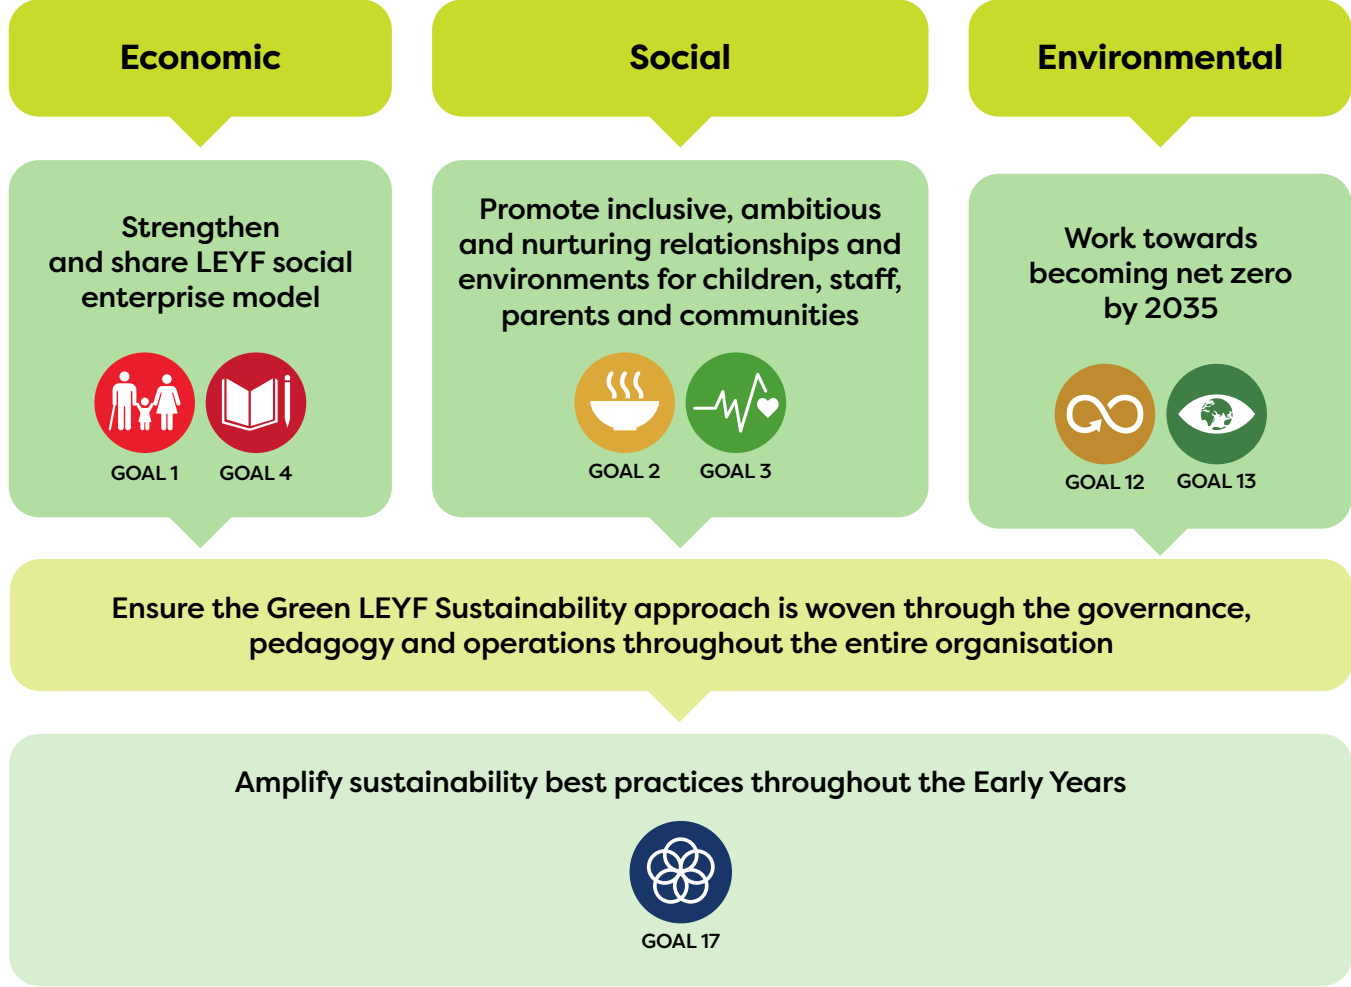 Economic
Strengthen
and share LEYF social
enterprise model
GOAL 1
GOAL 4
Social
Promote inclusive, ambitious
and nurturing relationships and
environments for children, staff,
parents and communities
GOAL 2
GOAL 3
Environmental
Work towards
becoming net zero
by 2035
GOAL 12
GOAL 13
Ensure the Green LEYF Sustainability approach is woven through the governance,
pedagogy and operations throughout the entire organisation
Amplify sustainability best practices throughout the Early Years
GOAL 17